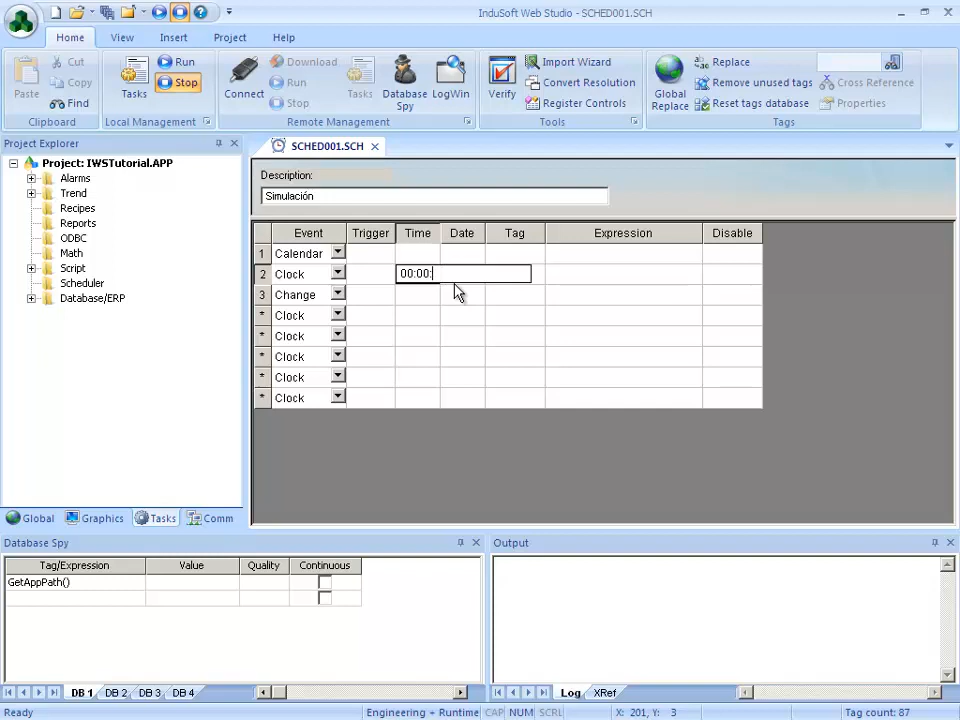 InduSoft Web Studio - SCHED001.SCH
Home View Insert Project Help
Paste
Cut
Copy
Find
Clipboard
Tasks
Run
Stop
Local Management
Connect
Download
Run
Stop
Tasks
Database Spy
LogWin
Remote Management
Verify
Import Wizard
Convert Resolution
Register Controls
Tools
Global Replace
Replace
Remove unused tags
Reset tags database
Cross Reference
Properties
Tags
Project Explorer
Project: IWSTutorial.APP
Alarms
Trend
Recipes
Reports
ODBC
Math
Script
Scheduler
Database/ERP
Global Graphics Tasks Comm
SCHED001.SCH
Description:
Simulación
Event Trigger Time Date Tag Expression Disable
1 Calendar
2 Clock 00:00:
3 Change
* Clock
* Clock
* Clock
* Clock
* Clock
Database Spy
Tag/Expression Value Quality Continuous
GetAppPath()
DB 1 DB 2 DB 3 DB 4
Output
Log XRef
Ready Engineering + Runtime CAP NUM SCRL X: 201, Y: 3 Tag count: 87